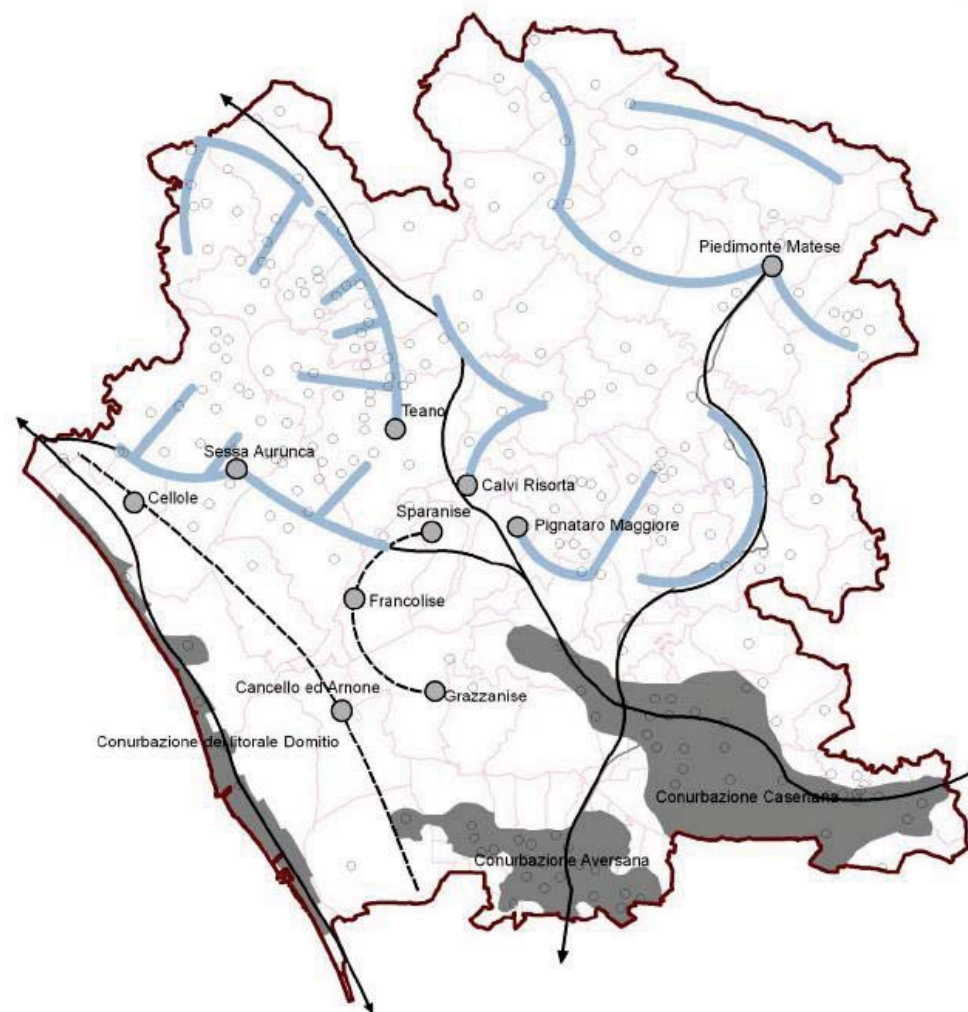 Piedimonte Matese
Teano
Sessa Aurunca
Calvi Risorta
Cellole
Sparanise
Pignataro Maggiore
Francolise
Cancello ed Arnone
Grazzanise
Conurbazione del litorale Domitio
Conurbazione Casertana
Conurbazione Aversana